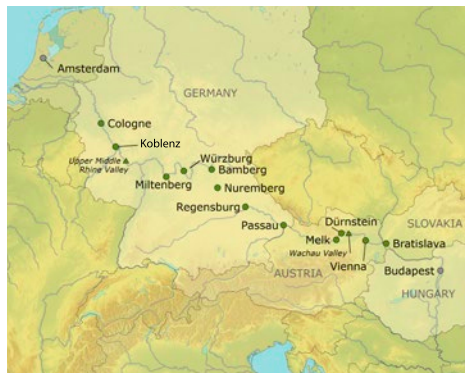 Amsterdam
GERMANY
Cologne
Koblenz
Upper Middle
Rhine Valley
Würzburg
Bamberg
Miltenberg
Nuremberg
Regensburg
Passau
Dürnstein
SLOVAKIA
Melk
Bratislava
Wachau Valley
Vienna
AUSTRIA
Budapest
HUNGARY